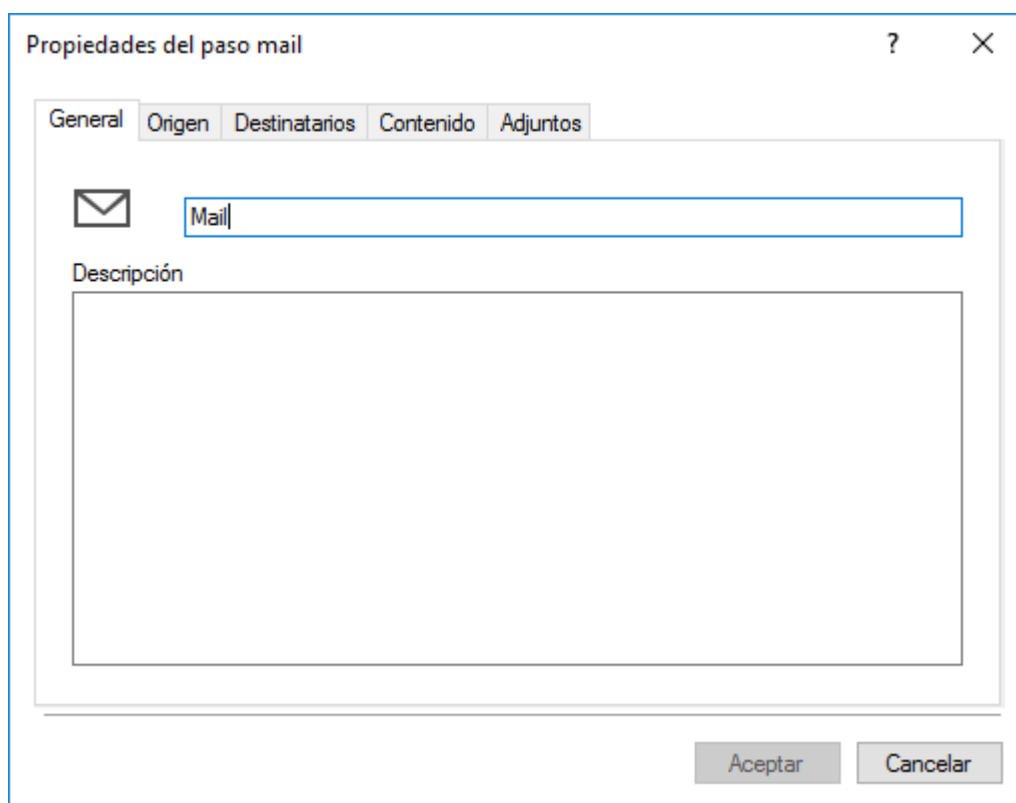 Propiedades del paso mail ?
General Origen Destinatarios Contenido Adjuntos
Mail
Descripción
Aceptar Cancelar